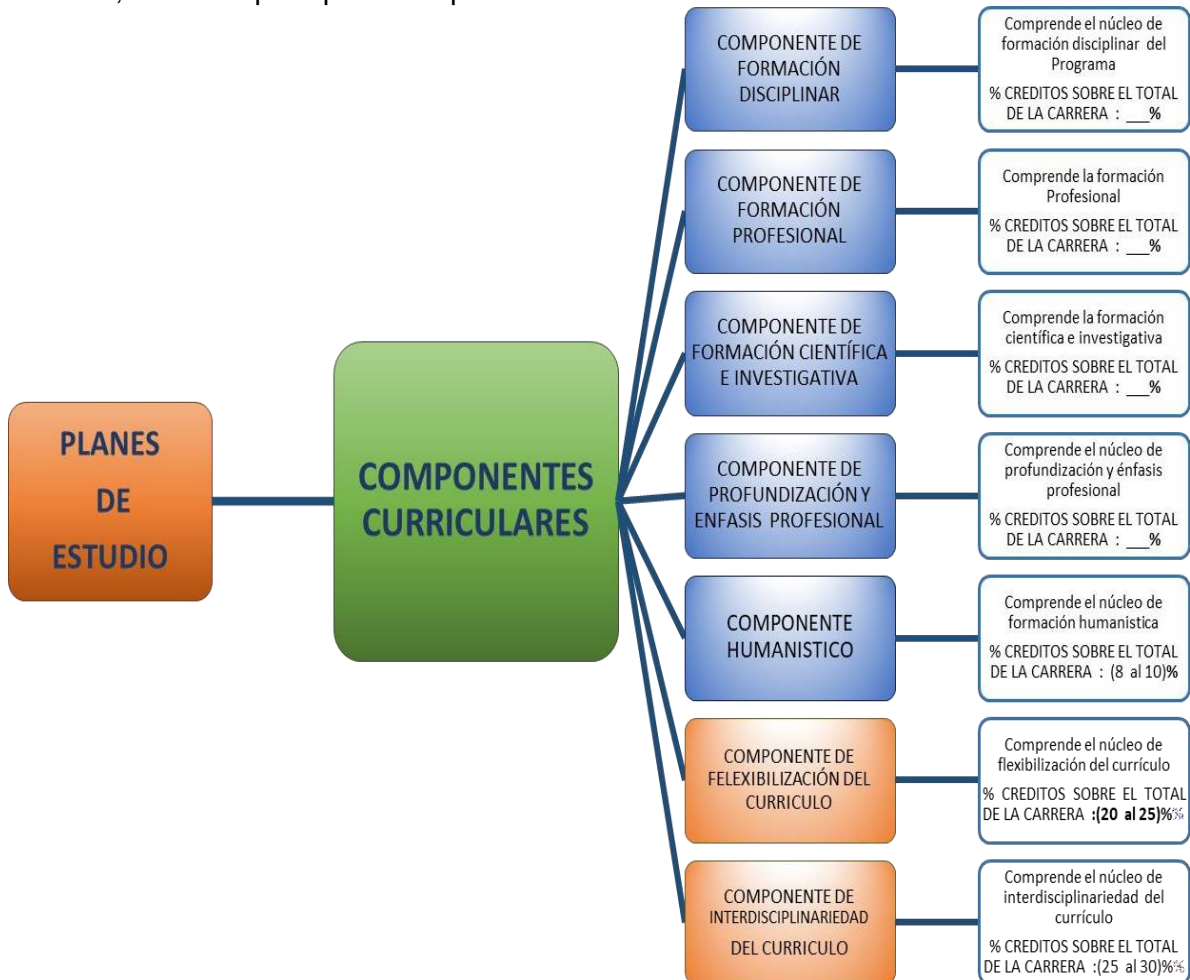 PLANES
DE
ESTUDIO
COMPONENTES
CURRICULARES
COMPONENTE DE
FORMACIÓN
DISCIPLINAR
Comprende el núcleo de
formación disciplinar del
Programa
% CREDITOS SOBRE EL TOTAL
DE LA CARRERA : ___%
COMPONENTE DE
FORMACIÓN
PROFESIONAL
Comprende la formación
Profesional
% CREDITOS SOBRE EL TOTAL
DE LA CARRERA : ___%
COMPONENTE DE
FORMACIÓN CIENTÍFICA
E INVESTIGATIVA
Comprende la formación
científica e investigativa
% CREDITOS SOBRE EL TOTAL
DE LA CARRERA : ___%
COMPONENTE DE
PROFUNDIZACIÓN Y
ENFASIS PROFESIONAL
Comprende el núcleo de
profundización y énfasis
profesional
% CREDITOS SOBRE EL TOTAL
DE LA CARRERA : ___%
COMPONENTE
HUMANISTICO
Comprende el núcleo de
formación humanistica
% CREDITOS SOBRE EL TOTAL
DE LA CARRERA : (8 al 10)%
COMPONENTE DE
FELEXIBILIZACIÓN DEL
CURRICULO
Comprende el núcleo de
flexibilización del currículo
% CREDITOS SOBRE EL TOTAL
DE LA CARRERA :(20 al 25)%%
COMPONENTE DE
INTERDISCIPLINARIEDAD
DEL CURRICULO
Comprende el núcleo de
interdisciplinariedad del
currículo
% CREDITOS SOBRE EL TOTAL
DE LA CARRERA :(25 al 30)%%